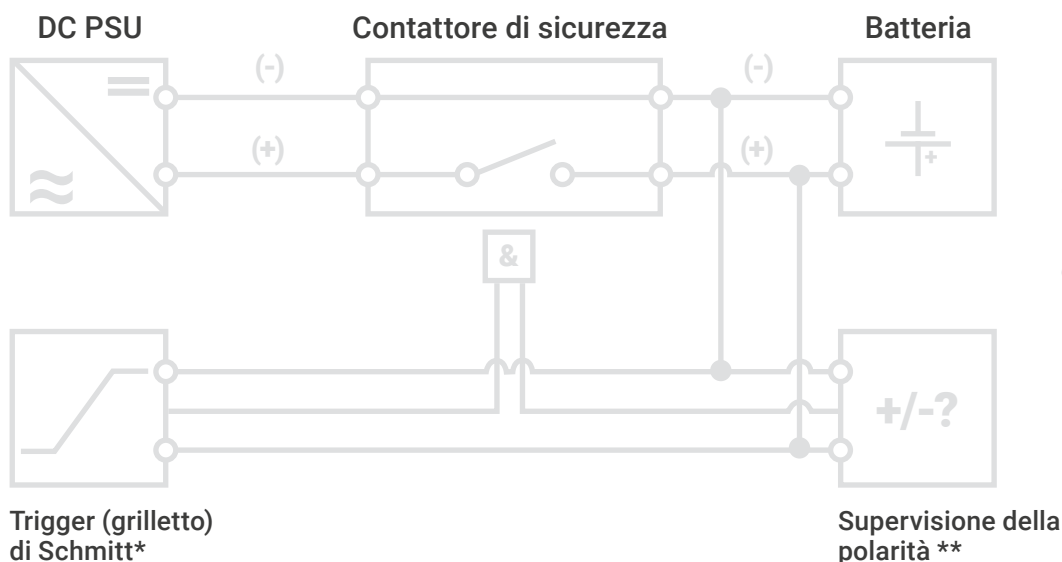 DC PSU
Contattore di sicurezza
Batteria
(-)
(-)
(+)
(+)
+
&
+/-?
Trigger (grilletto)
di Schmitt*
Supervisione della
polarità **